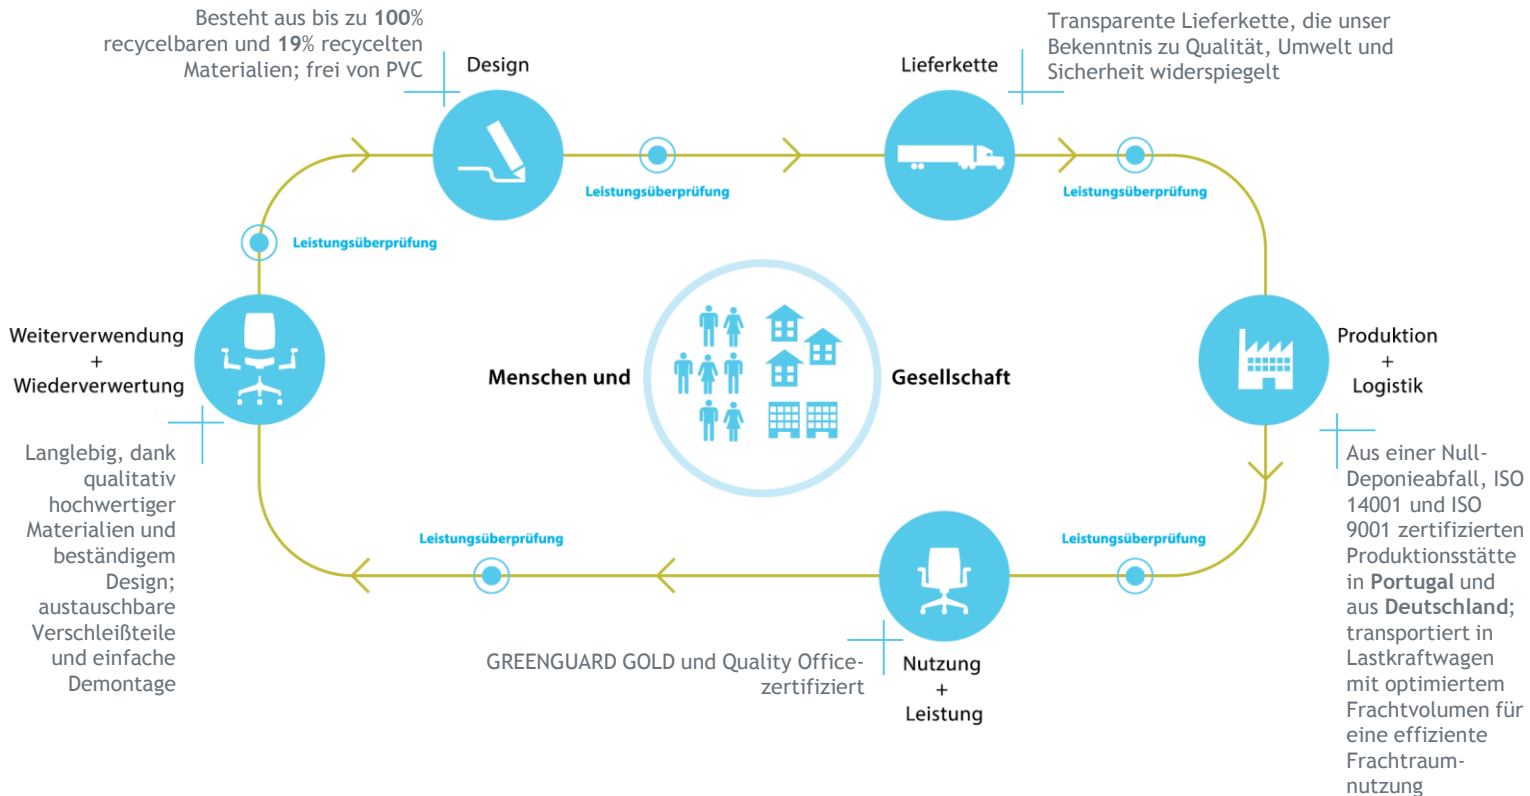 Besteht aus bis zu 100%
recycelbaren und 19% recycelten
Materialien; frei von PVC
Design
Lieferkette
Transparente Lieferkette, die unser
Bekenntnis zu Qualität, Umwelt und
Sicherheit widerspiegelt
Leistungsüberprüfung
Leistungsüberprüfung
Leistungsüberprüfung
Weiterverwendung
+
Wiederverwertung
Menschen und
Gesellschaft
Produktion
+
Logistik
Langlebig, dank
qualitativ
hochwertiger
Materialien und
beständigem
Design;
austauschbare
Verschleißteile
und einfache
Demontage
Leistungsüberprüfung
Leistungsüberprüfung
Aus einer Null-
Deponieabfall, ISO
14001 und ISO
9001 zertifizierten
Produktionsstätte
in Portugal und
aus Deutschland;
transportiert in
Lastkraftwagen
mit optimiertem
Frachtvolumen für
eine effiziente
Frachtraum-
nutzung
GREENGUARD GOLD und Quality Office-
zertifiziert
Nutzung
+
Leistung